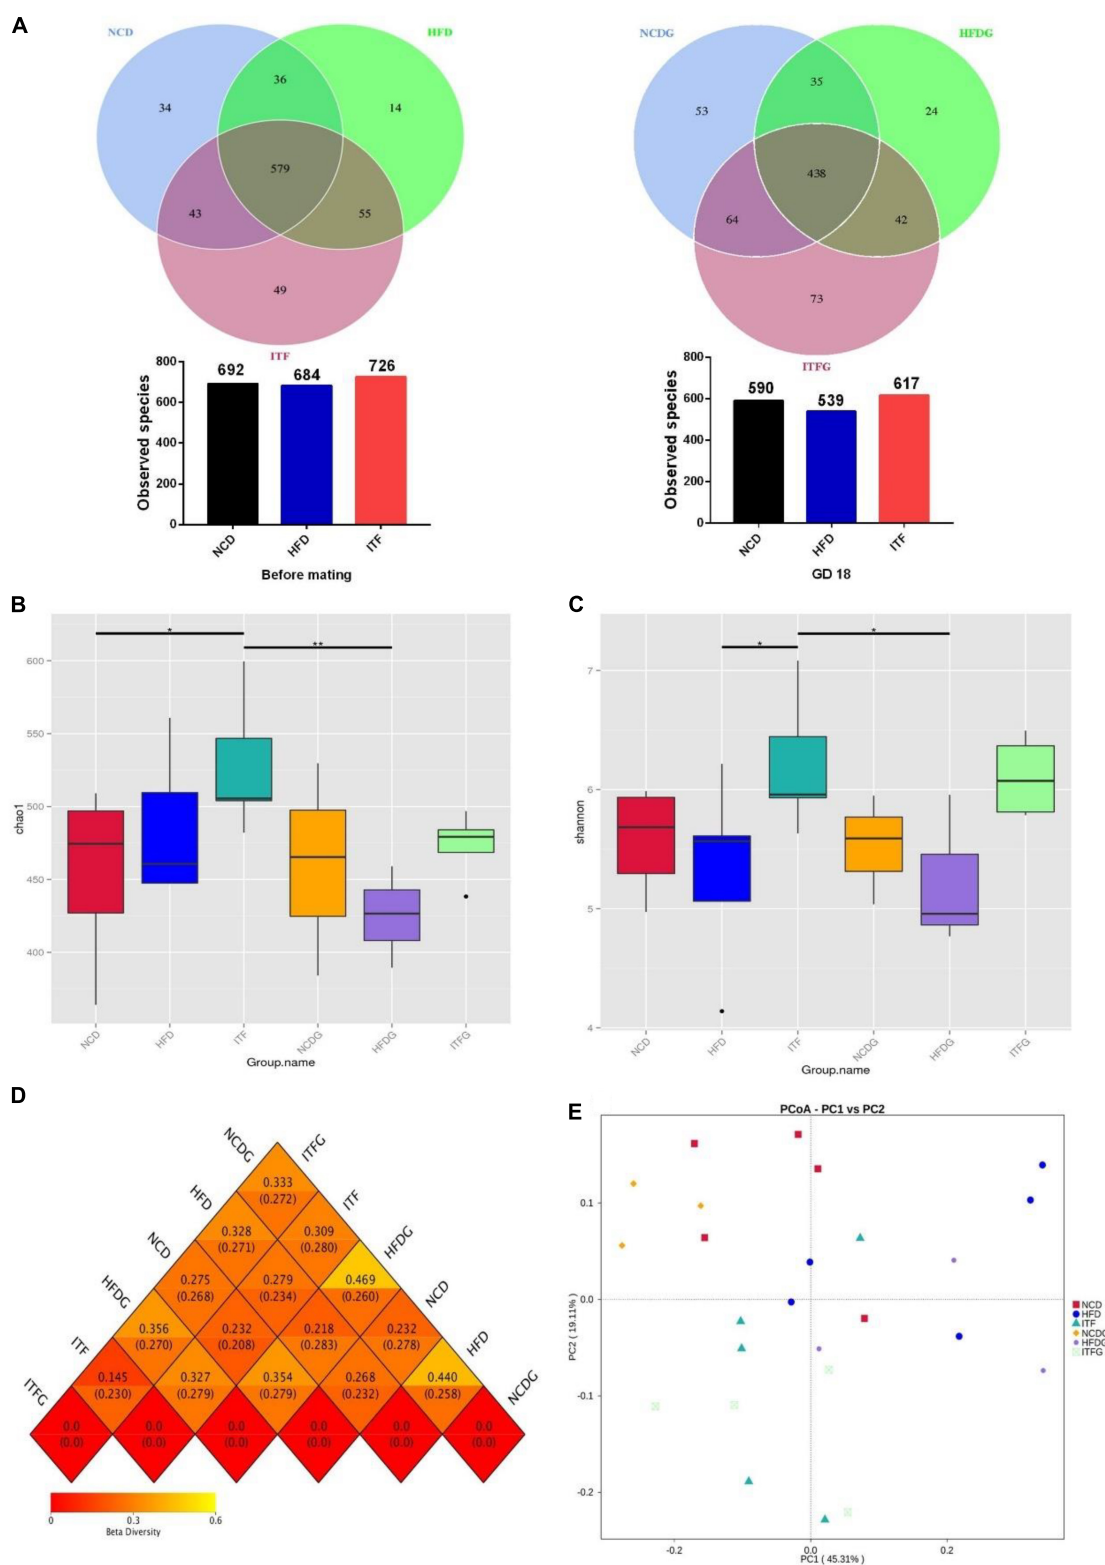 A
NCD
HFD
36
34
14
579
43
55
49
ITF
800
600
400
200
0
Observed species
692
684
726
NCD
HFD
ITF
Before mating
NCDG
HFDG
35
53
24
438
64
42
73
ITFG
800
600
400
200
0
Observed species
590
539
617
NCD
HFD
ITF
GD 18
B
*
**
600
550
500
450
400
chao1
NCD
HFD
ITF
NCDG
HFDG
ITFG
Group.name
C
*
*
7
6
5
4
shannon
NCD
HFD
ITF
NCDG
HFDG
ITFG
Group.name
D
NCDG
ITFG
0.333
(0.272)
HFD
ITF
0.328
(0.271)
0.309
(0.280)
NCD
HFDG
0.275
(0.268)
0.279
(0.234)
0.469
(0.260)
HFDG
NCD
0.356
(0.270)
0.232
(0.208)
0.218
(0.283)
0.232
(0.278)
ITF
HFD
0.145
(0.230)
0.327
(0.279)
0.354
(0.279)
0.268
(0.232)
0.440
(0.258)
ITFG
NCDG
0.0
(0.0)
0.0
(0.0)
0.0
(0.0)
0.0
(0.0)
0.0
(0.0)
0.0
(0.0)
0
0.3
0.6
Beta Diversity
E
PCoA - PC1 vs PC2
0.1
0.0
-0.1
-0.2
PC2 ( 19.11% )
-0.2
0.0
0.2
PC1 ( 45.31% )
NCD
HFD
ITF
NCDG
HFDG
ITFG